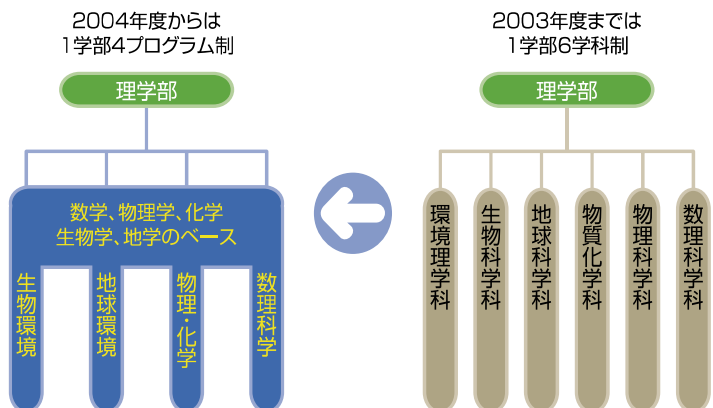 2004年度からは
1学部4プログラム制
理学部
数学、物理学、化学
生物学、地学のベース
生物環境
地球環境
物理・化学
数理科学
2003年度までは
1学部6学科制
理学部
環境理学科
生物科学科
地球科学科
物質化学科
物理科学科
数理科学科